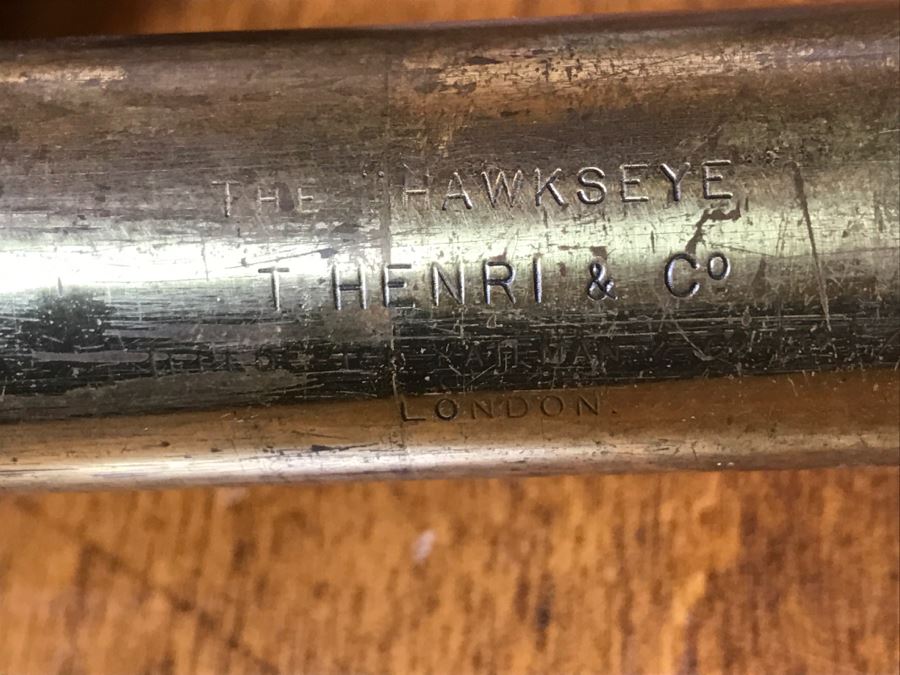 THE "HAWKSEYE"
T HENRI & Co
LONDON.